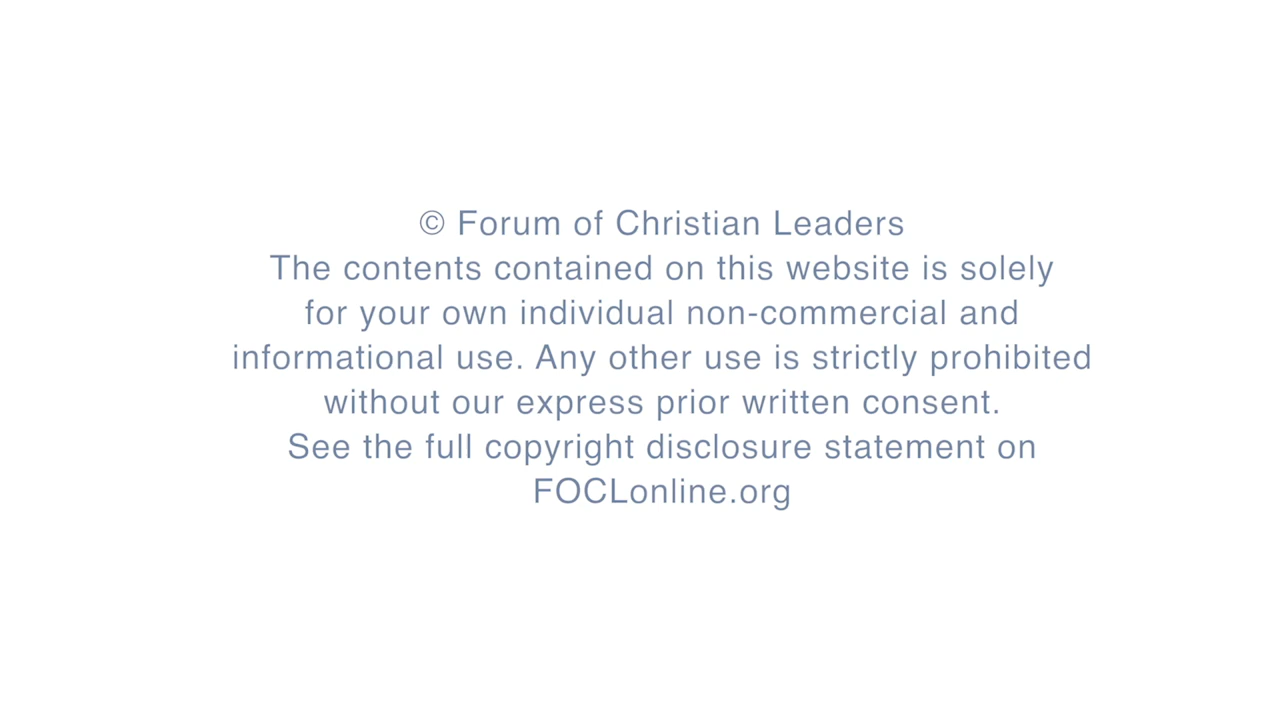 © Forum of Christian Leaders
The contents contained on this website is solely
for your own individual non-commercial and
informational use. Any other use is strictly prohibited
without our express prior written consent.
See the full copyright disclosure statement on
FOCLonline.org